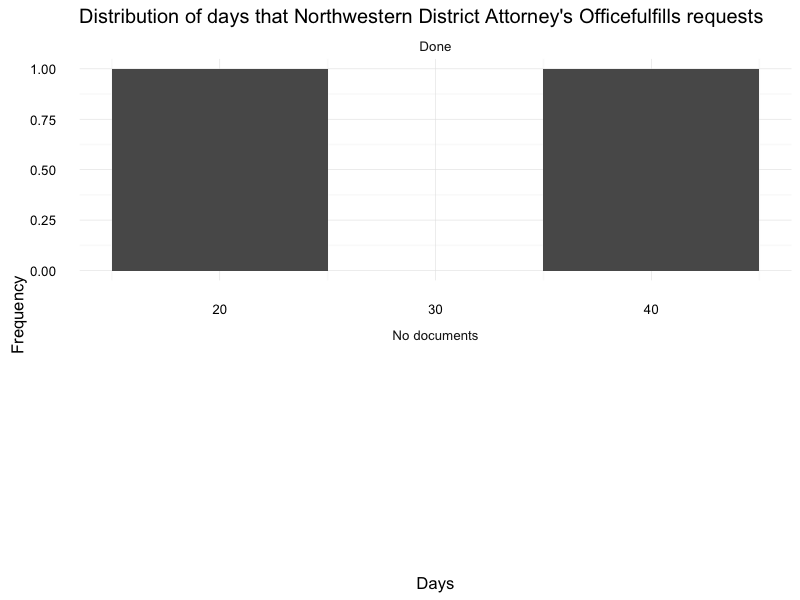 Distribution of days that Northwestern District Attorney's Officefulfills requests
Done
1.00
0.75
0.50
0.25
0.00
20 30 40
No documents
Frequency
Days